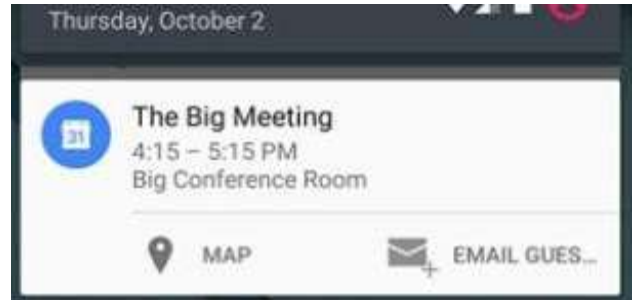 Thursday, October 2
31
The Big Meeting
4:15 – 5:15 PM
Big Conference Room
MAP
EMAIL GUES...